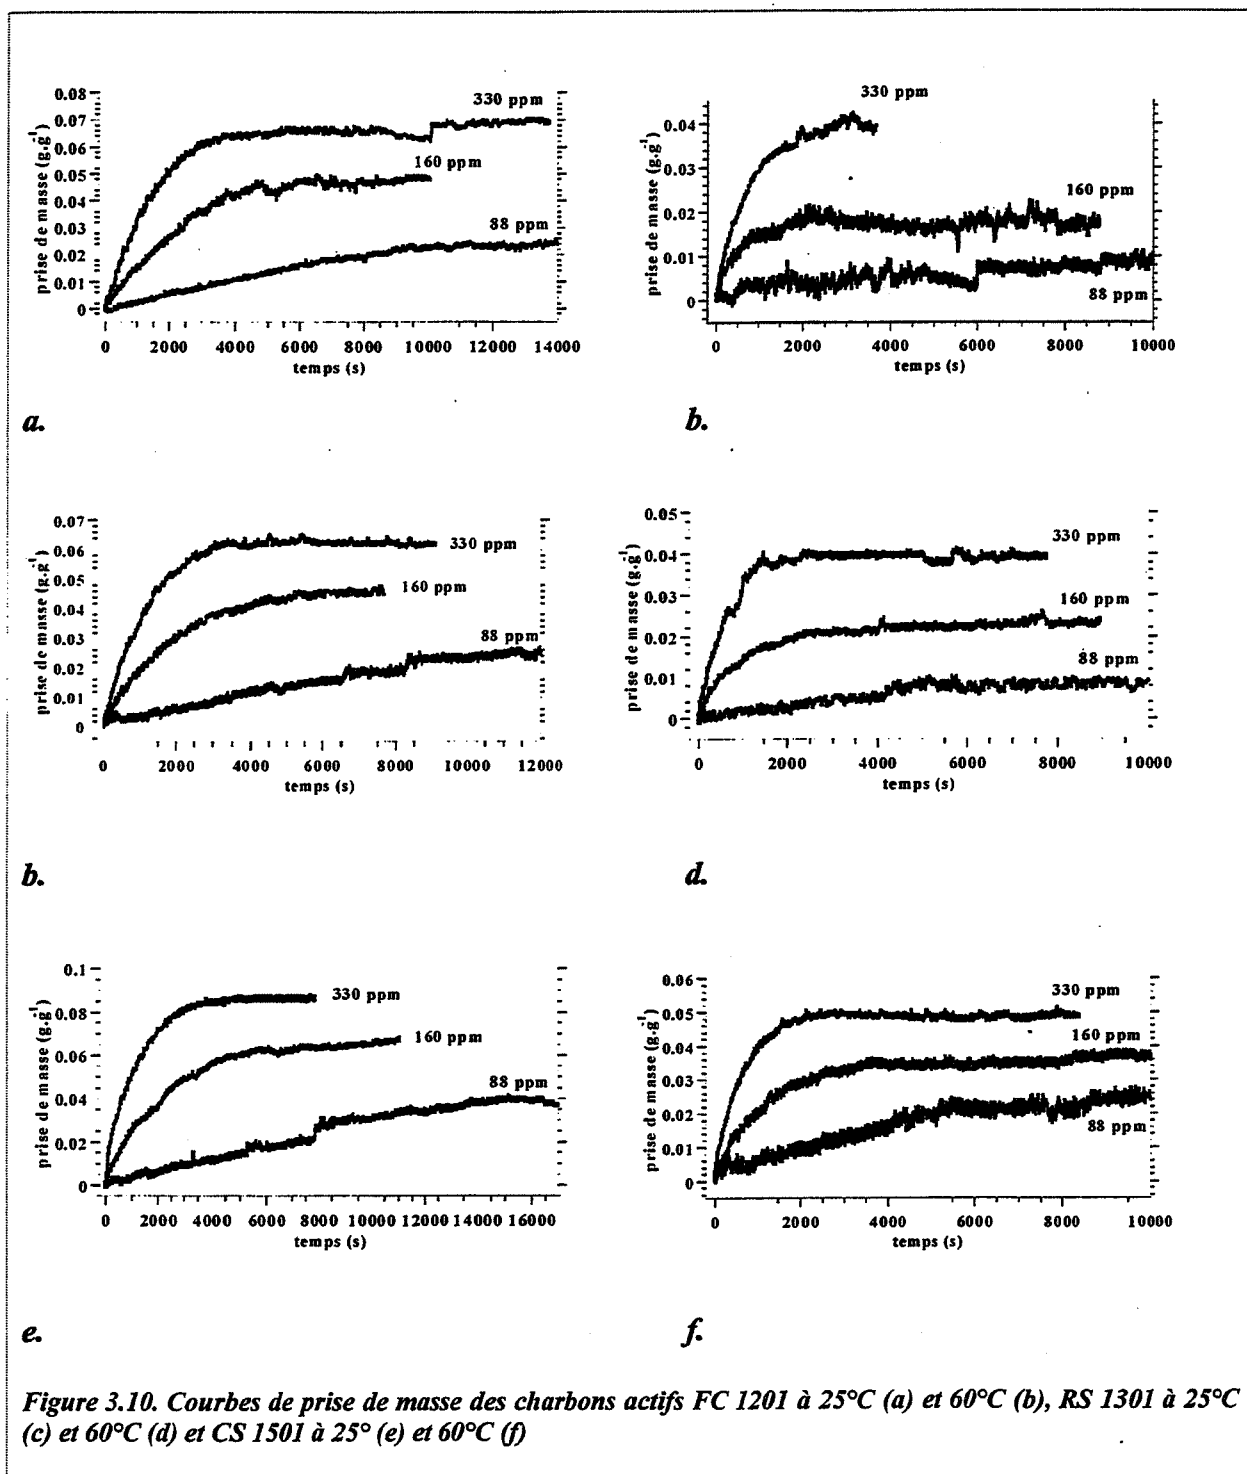 330 ppm
160 ppm
88 ppm
prise de masse (g.g-1)
0.08
0.07
0.06
0.05
0.04
0.03
0.02
0.01
0
0 2000 4000 6000 8000 10000 12000 14000
temps (s)
a.
330 ppm
160 ppm
88 ppm
prise de masse (g.g-1)
0.04
0.03
0.02
0.01
0
0 2000 4000 6000 8000 10000
temps (s)
b.
330 ppm
160 ppm
88 ppm
prise de masse (g.g-1)
0.07
0.06
0.05
0.04
0.03
0.02
0.01
0
0 2000 4000 6000 8000 10000 12000
temps (s)
b.
330 ppm
160 ppm
88 ppm
prise de masse (g.g-1)
0.05
0.04
0.03
0.02
0.01
0
0 2000 4000 6000 8000 10000
temps (s)
d.
330 ppm
160 ppm
88 ppm
prise de masse (g.g-1)
0.1
0.08
0.06
0.04
0.02
0
0 2000 4000 6000 8000 10000 12000 14000 16000
temps (s)
e.
330 ppm
160 ppm
88 ppm
prise de masse (g.g-1)
0.06
0.05
0.04
0.03
0.02
0.01
0
0 2000 4000 6000 8000 10000
temps (s)
f.
Figure 3.10. Courbes de prise de masse des charbons actifs FC 1201 à 25°C (a) et 60°C (b), RS 1301 à 25°C
(c) et 60°C (d) et CS 1501 à 25° (e) et 60°C (f)